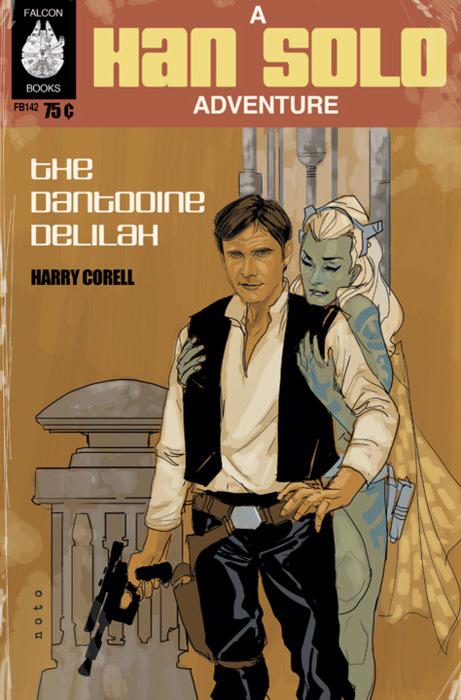 FALCON
BOOKS
FB142 75 ¢
A
HAN SOLO
ADVENTURE
THE
DANTOOINE
DELILAH
HARRY CORELL
noto